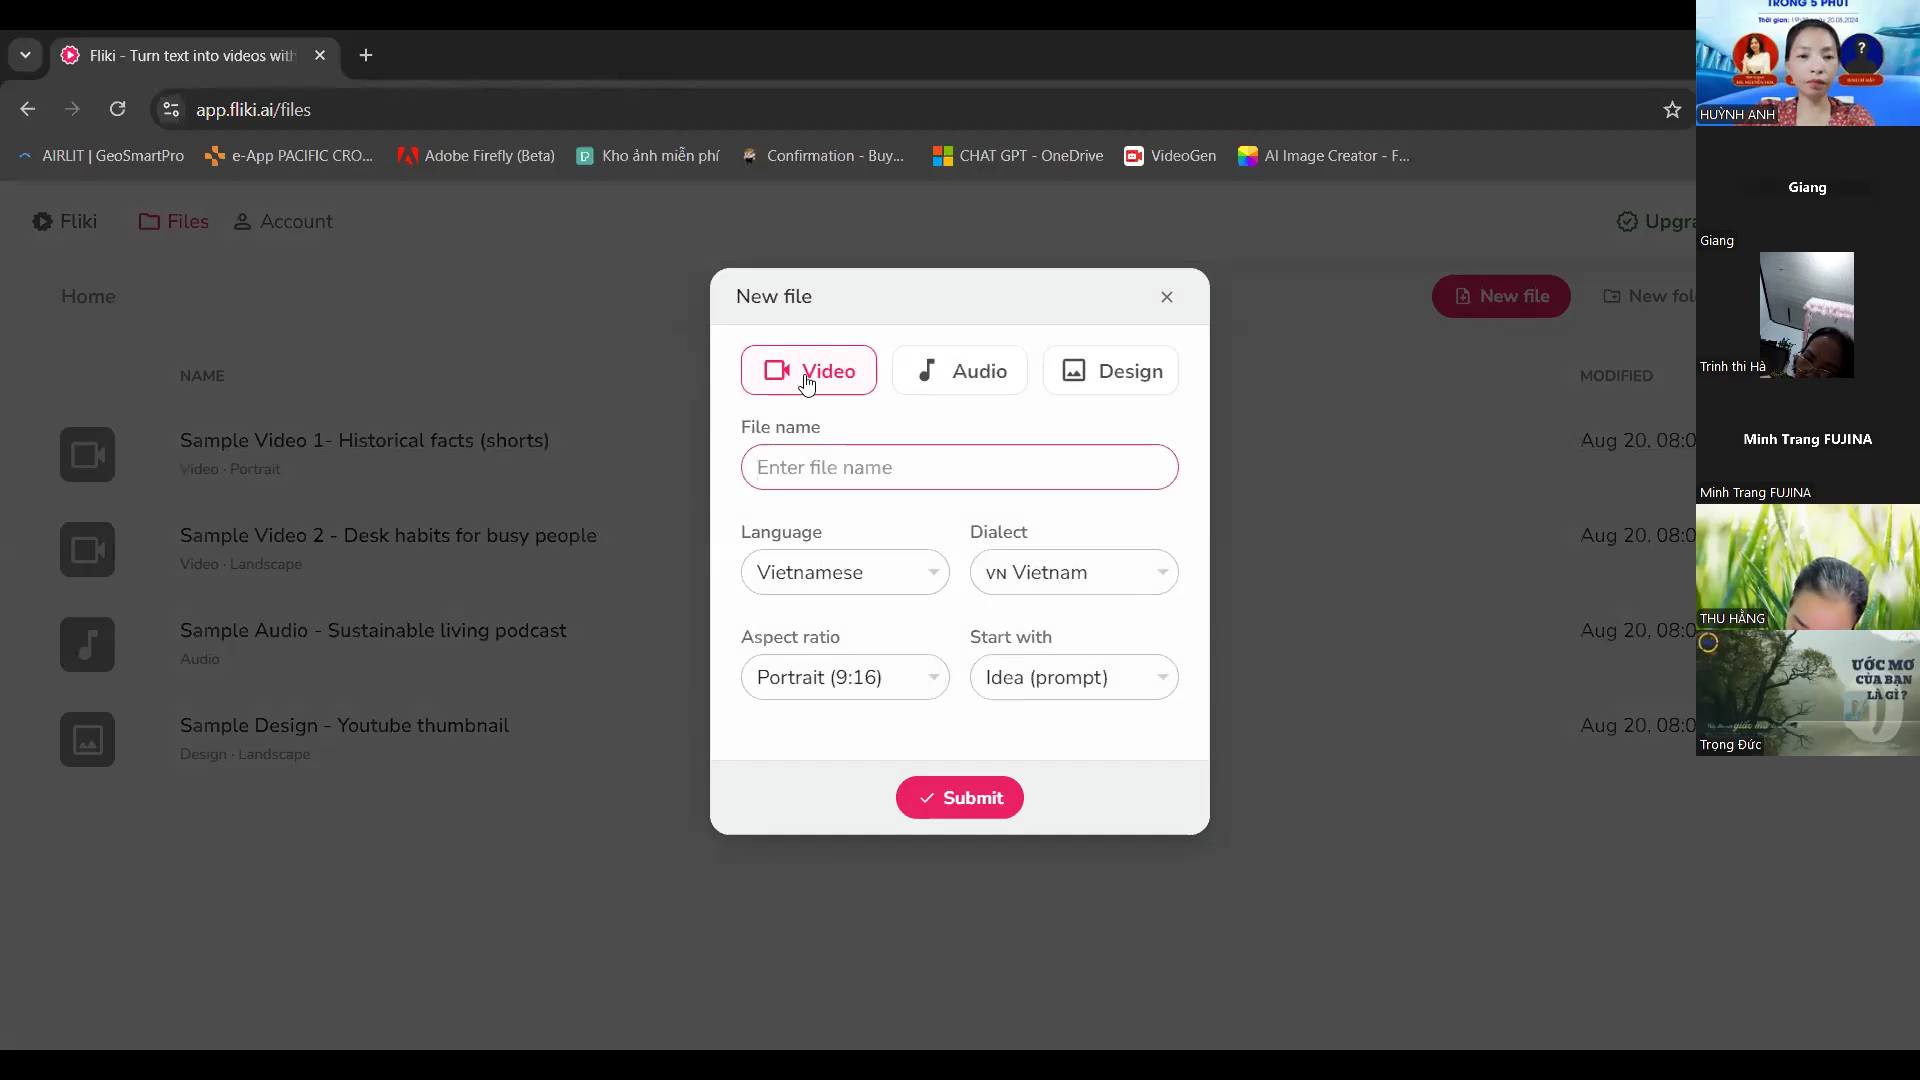 Fliki - Turn text into videos with
app.fliki.ai/files
AIRLIT | GeoSmartPro
e-App PACIFIC CRO...
Adobe Firefly (Beta)
Kho ảnh miễn phí
Confirmation - Buy...
CHAT GPT - OneDrive
VideoGen
AI Image Creator - F...
Fliki
Files
Account
Upgra
Home
New file
New fol
NAME
MODIFIED
Sample Video 1- Historical facts (shorts)
Video · Portrait
Aug 20, 08:0
Sample Video 2 - Desk habits for busy people
Video · Landscape
Aug 20, 08:0
Sample Audio - Sustainable living podcast
Audio
Aug 20, 08:0
Sample Design - Youtube thumbnail
Design · Landscape
Aug 20, 08:0
New file
Video
Audio
Design
File name
Enter file name
Language
Dialect
Vietnamese
VN Vietnam
Aspect ratio
Start with
Portrait (9:16)
Idea (prompt)
Submit
TRONG 5 PHÚT
HUỲNH ANH
Giang
Giang
Trinh thi Hà
Minh Trang FUJINA
Minh Trang FUJINA
THU HẰNG
ƯỚC MƠ
CỦA BẠN
LÀ GÌ ?
Trọng Đức